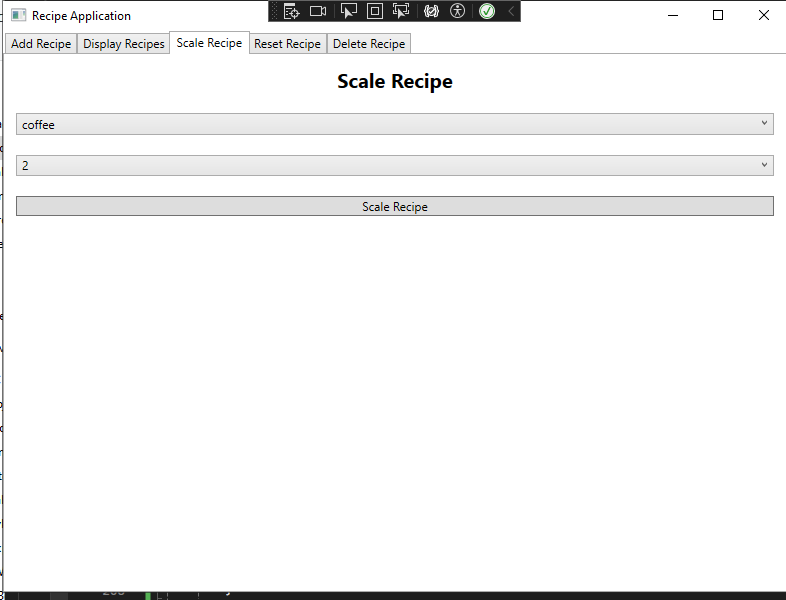 Recipe Application
Add Recipe Display Recipes Scale Recipe Reset Recipe Delete Recipe
Scale Recipe
coffee
2
Scale Recipe